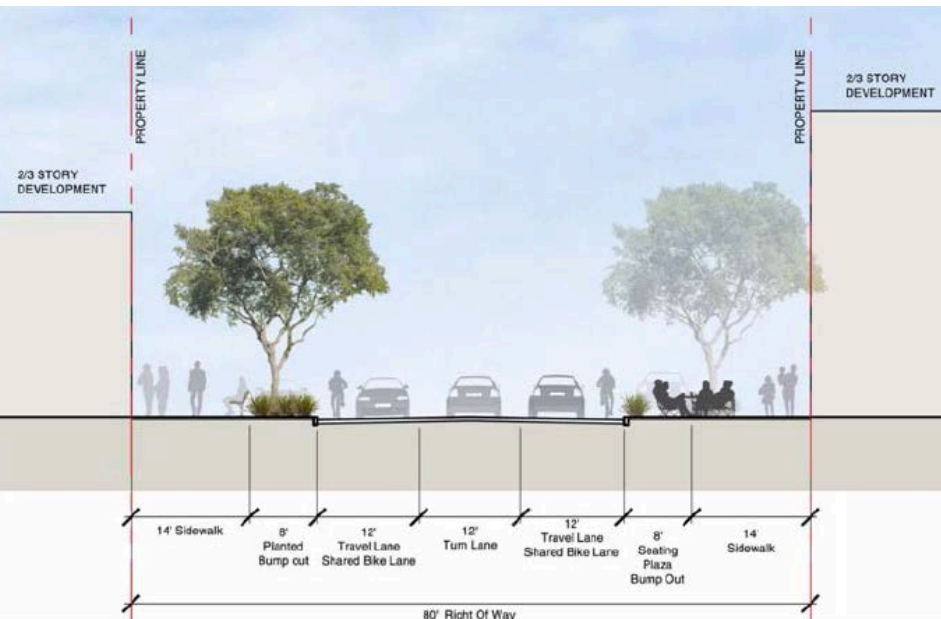 PROPERTY LINE
PROPERTY LINE
2/3 STORY
DEVELOPMENT
2/3 STORY
DEVELOPMENT
14' Sidewalk
8'
Planted
Bump out
12'
Travel Lane
Shared Bike Lane
12'
Turn Lane
12'
Travel Lane
Shared Bike Lane
8'
Seating
Plaza
Bump Out
14'
Sidewalk
80' Right Of Way